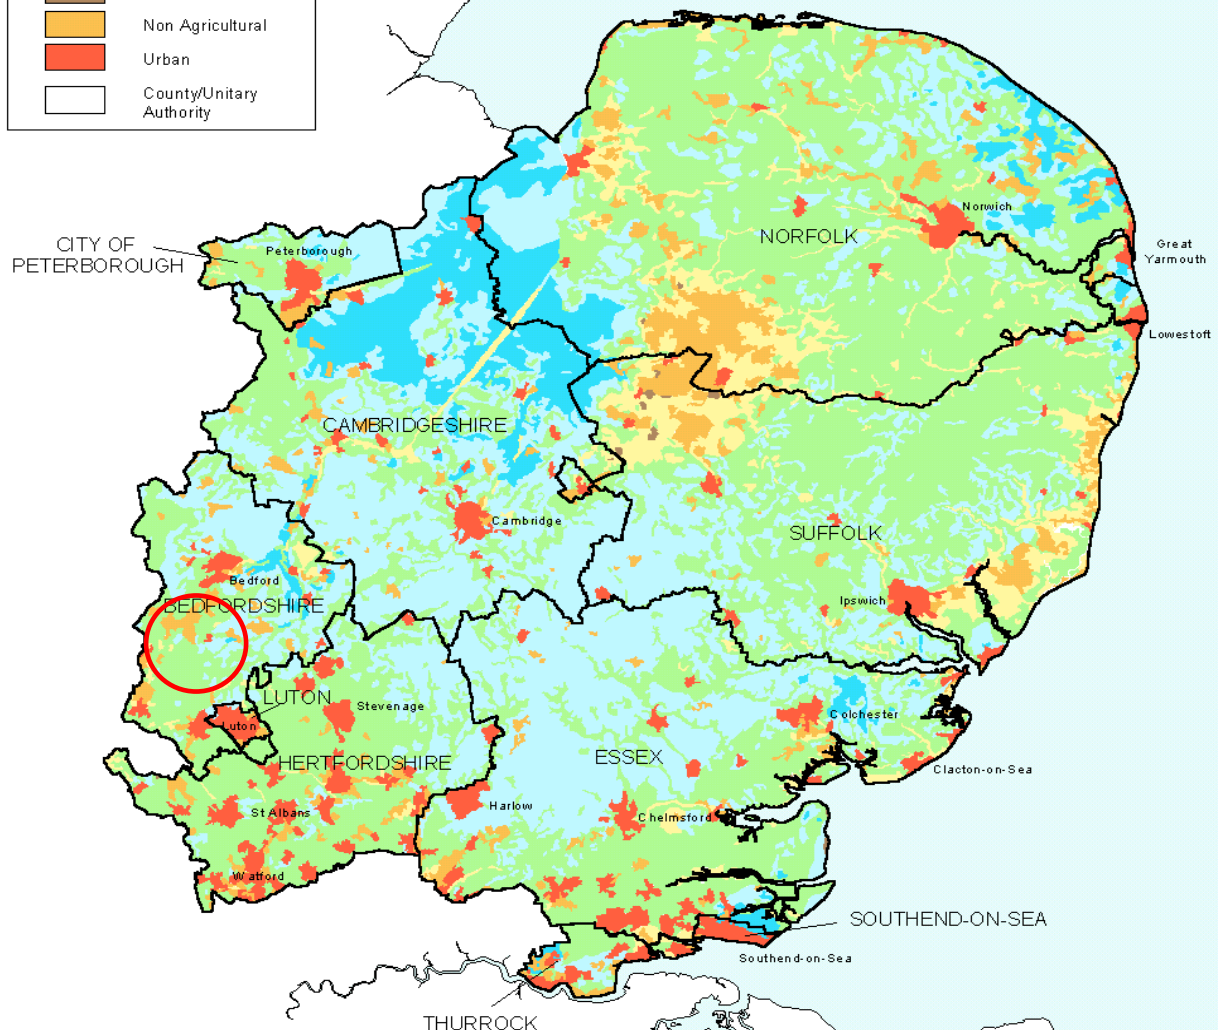 Non Agricultural
Urban
County/Unitary
Authority
Norwich
NORFOLK
CITY OF
PETERBOROUGH
Peterborough
Great
Yarmouth
Lowestoft
CAMBRIDGESHIRE
Cambridge
SUFFOLK
Bedford
BEDFORDSHIRE
Ipswich
LUTON
Luton
Stevenage
Colchester
HERTFORDSHIRE
ESSEX
Clacton-on-Sea
Harlow
St Albans
Chelmsford
Watford
SOUTHEND-ON-SEA
Southend-on-Sea
THURROCK